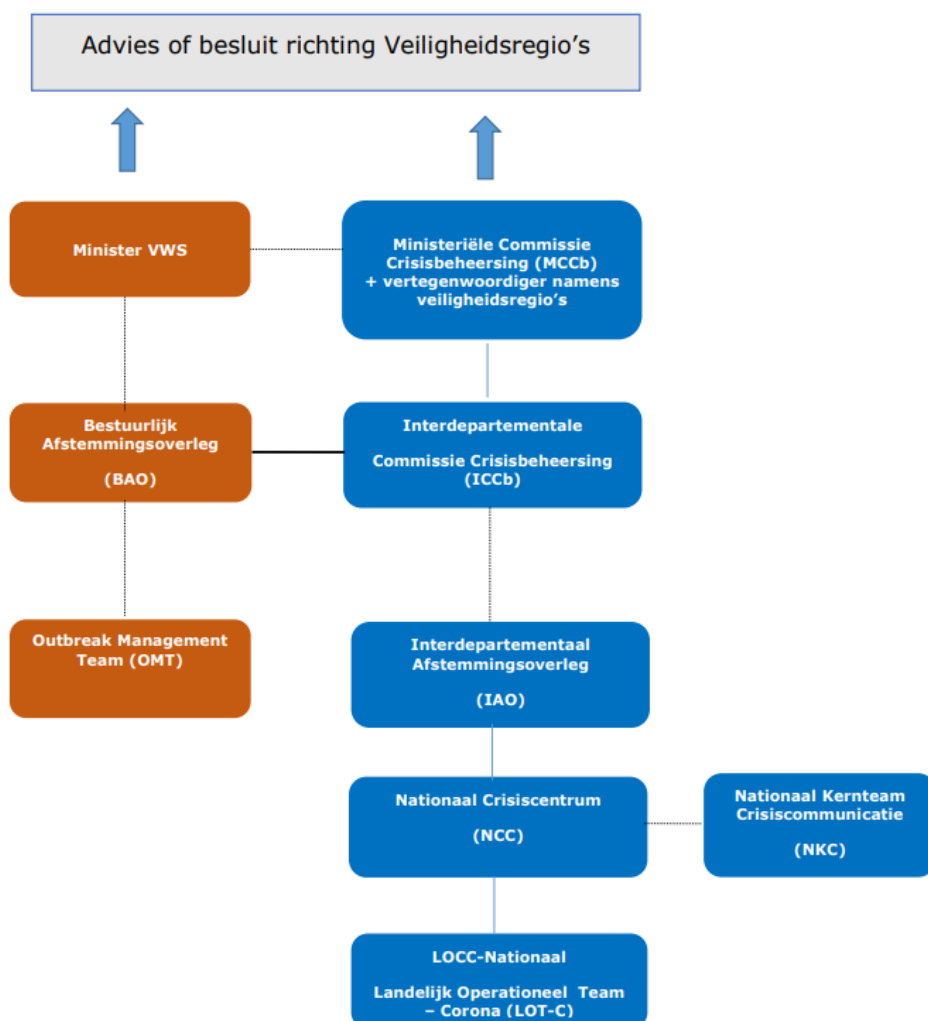 Advies of besluit richting Veiligheidsregio’s
Minister VWS
Ministeriële Commissie
Crisisbeheersing (MCCb)
+ vertegenwoordiger namens
veiligheidsregio’s
Bestuurlijk
Afstemmingsoverleg
(BAO)
Interdepartementale
Commissie Crisisbeheersing
(ICCb)
Outbreak Management
Team (OMT)
Interdepartementaal
Afstemmingsoverleg
(IAO)
Nationaal Crisiscentrum
(NCC)
Nationaal Kernteam
Crisiscommunicatie
(NKC)
LOCC-Nationaal
Landelijk Operationeel Team
– Corona (LOT-C)